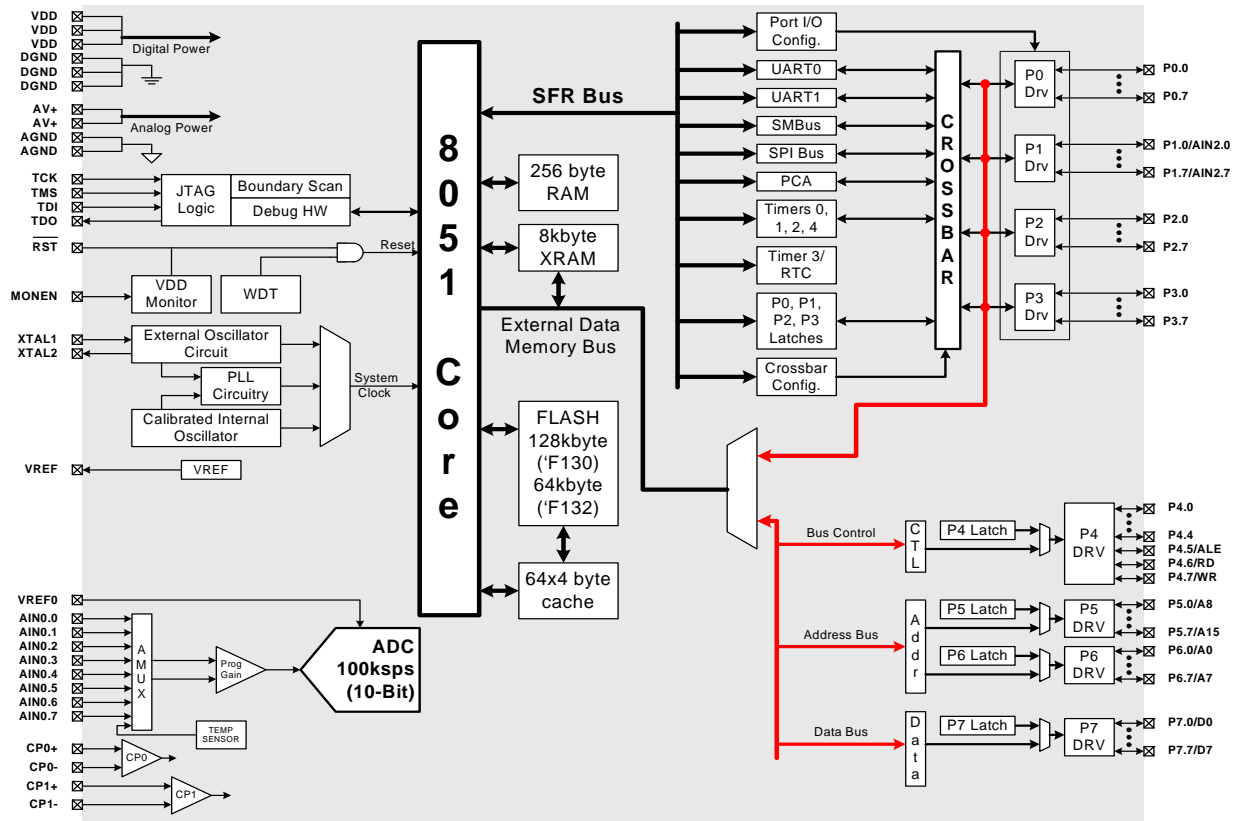 VDD
VDD
VDD
DGND
DGND
DGND
Digital Power
AV+
AV+
AGND
AGND
Analog Power
TCK
TMS
TDI
TDO
JTAG
Logic
Boundary Scan
Debug HW
RST
Reset
MONEN
VDD
Monitor
WDT
XTAL1
XTAL2
External Oscillator
Circuit
PLL
Circuitry
Calibrated Internal
Oscillator
System
Clock
VREF
VREF
VREF0
AIN0.0
AIN0.1
AIN0.2
AIN0.3
AIN0.4
AIN0.5
AIN0.6
AIN0.7
AMUX
Prog
Gain
ADC
100ksps
(10-Bit)
TEMP
SENSOR
CP0+
CP0-
CP0
CP1+
CP1-
CP1
8051 Core
SFR Bus
256 byte
RAM
8kbyte
XRAM
External Data
Memory Bus
FLASH
128kbyte
(‘F130)
64kbyte
(‘F132)
64x4 byte
cache
Port I/O
Config.
UART0
UART1
SMBus
SPI Bus
PCA
Timers 0,
1, 2, 4
Timer 3/
RTC
P0, P1,
P2, P3
Latches
Crossbar
Config.
CROSSBAR
P0
Drv
P1
Drv
P2
Drv
P3
Drv
P0.0
P0.7
P1.0/AIN2.0
P1.7/AIN2.7
P2.0
P2.7
P3.0
P3.7
Bus Control
CTL
P4 Latch
P4
DRV
P4.0
P4.4
P4.5/ALE
P4.6/RD
P4.7/WR
Address Bus
Addr
P5 Latch
P5
DRV
P5.0/A8
P5.7/A15
P6 Latch
P6
DRV
P6.0/A0
P6.7/A7
Data Bus
Data
P7 Latch
P7
DRV
P7.0/D0
P7.7/D7